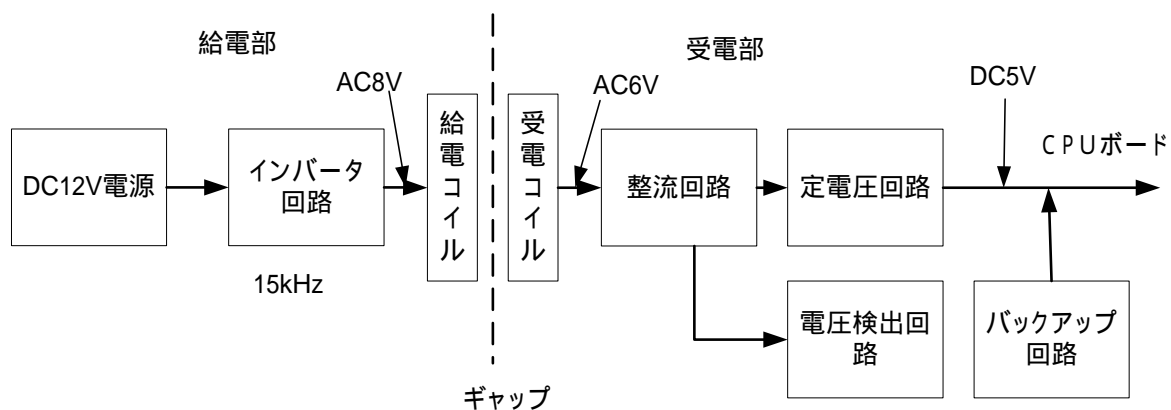 給電部
受電部
AC8V
AC6V
DC5V
CPUボード
DC12V電源
インバータ
回路
給電コイル
受電コイル
整流回路
定電圧回路
15kHz
電圧検出回
路
バックアップ
回路
ギャップ